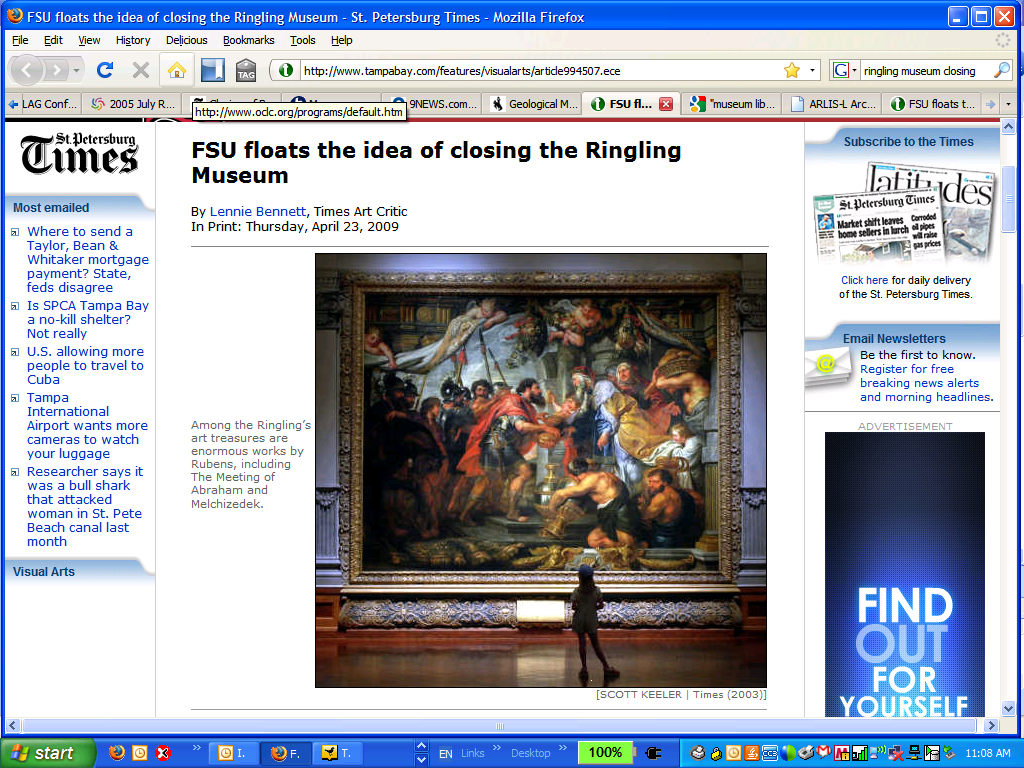 FSU floats the idea of closing the Ringling Museum - St. Petersburg Times - Mozilla Firefox
File Edit View History Delicious Bookmarks Tools Help
TAG
http://www.tampabay.com/features/visualarts/article994507.ece
G
ringling museum closing
LAG Conf...
2005 July R...
9NEWS.com...
Geological M...
FSU fl...
"museum lib...
ARLIS-L Arc...
FSU floats t...
http://www.oclc.org/programs/default.htm
St. Petersburg
Times
Most emailed
Where to send a
Taylor, Bean &
Whitaker mortgage
payment? State,
feds disagree
Is SPCA Tampa Bay
a no-kill shelter?
Not really
U.S. allowing more
people to travel to
Cuba
Tampa
International
Airport wants more
cameras to watch
your luggage
Researcher says it
was a bull shark
that attacked
woman in St. Pete
Beach canal last
month
Visual Arts
FSU floats the idea of closing the Ringling
Museum
By Lennie Bennett, Times Art Critic
In Print: Thursday, April 23, 2009
Among the Ringling's
art treasures are
enormous works by
Rubens, including
The Meeting of
Abraham and
Melchizedek.
[SCOTT KEELER | Times (2003)]
Subscribe to the Times
latitudes
St. Petersburg Times
Market shift leaves
home sellers in lurch
Corroded
oil pipes
will raise
gas prices
Click here for daily delivery
of the St. Petersburg Times.
Email Newsletters
@
Be the first to know.
Register for free
breaking news alerts
and morning headlines.
ADVERTISEMENT
FIND
OUT
FOR
YOURSELF
start
I.
F.
T.
EN
Links
»
Desktop
»
100%
11:08 AM